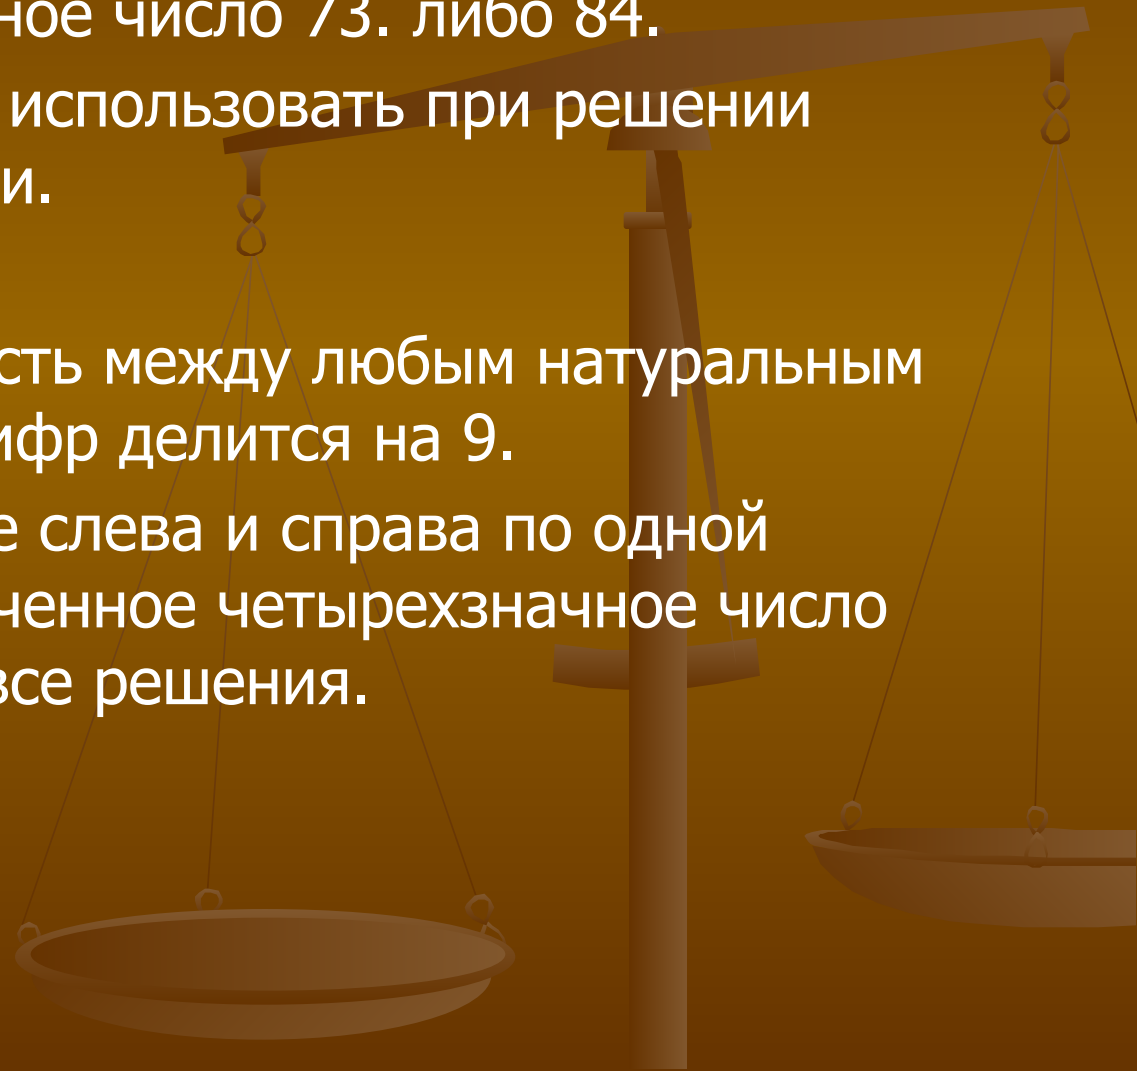 ное число 73. либо 84.
использовать при решении
и.
сть между любым натуральным
ифр делится на 9.
е слева и справа по одной
ченное четырехзначное число
все решения.